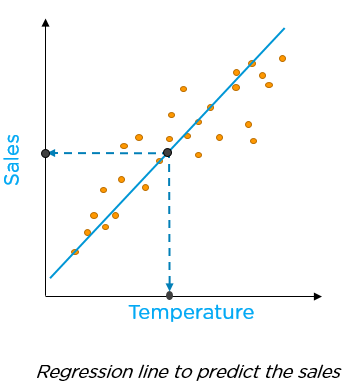 Sales
Temperature
Regression line to predict the sales